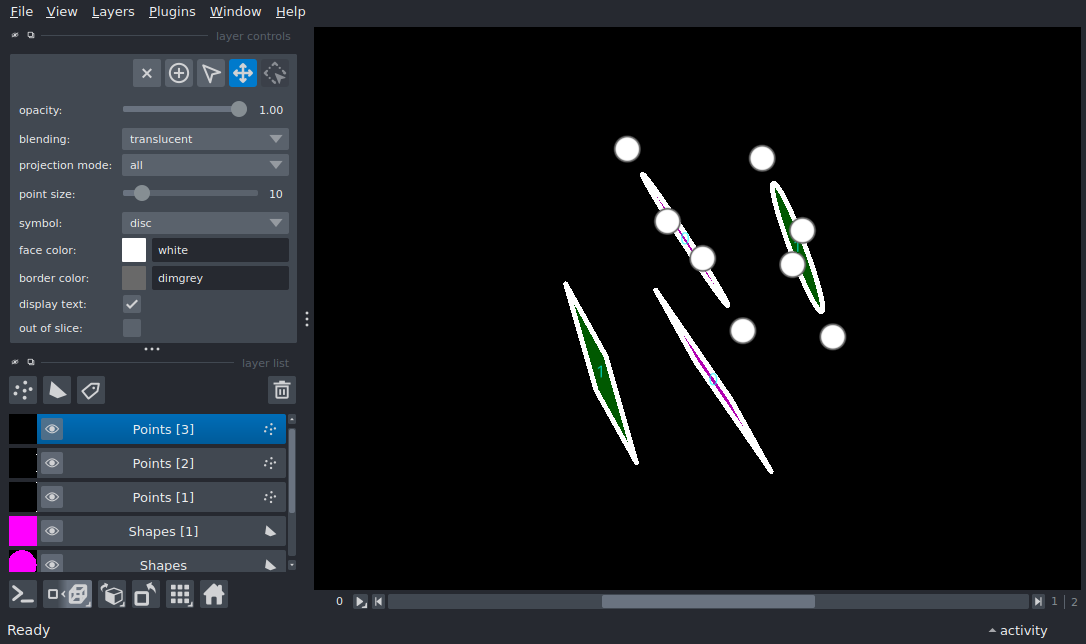 File View Layers Plugins Window Help
layer controls
opacity: 1.00
blending: translucent
projection mode: all
point size: 10
symbol: disc
face color: white
border color: dimgrey
display text:
out of slice:
layer list
Points [3]
Points [2]
Points [1]
Shapes [1]
Shapes
1
0 1 2
Ready activity